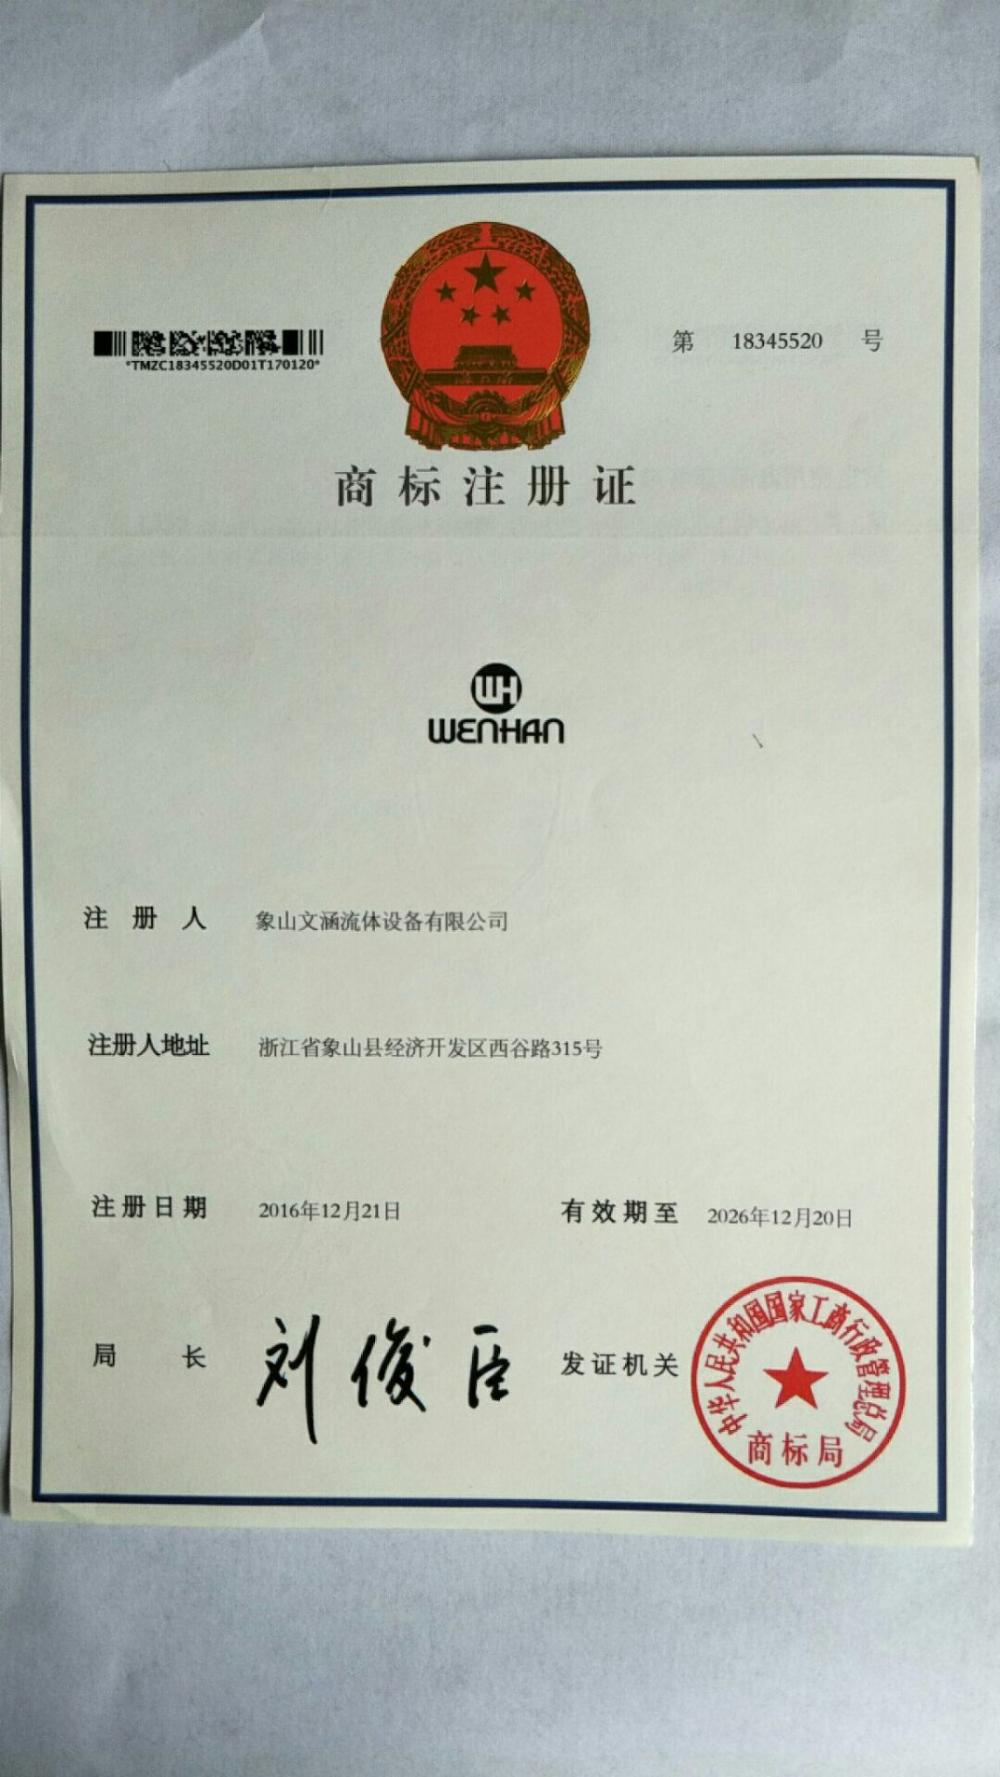 *TMZC18345520D01T170120*
第 18345520 号
商标注册证
WH
WENHAN
注册人 象山文涵流体设备有限公司
注册人地址 浙江省象山县经济开发区西谷路315号
注册日期 2016年12月21日 有效期至 2026年12月20日
局长 刘俊臣 发证机关
中华人民共和国国家工商行政管理总局
商标局